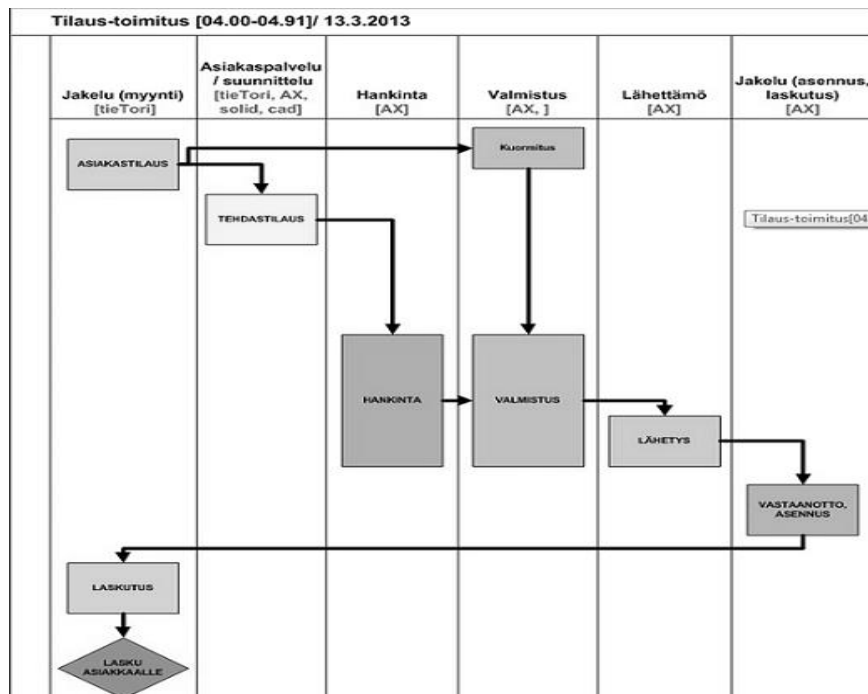 Tilaus-toimitus [04.00-04.91]/ 13.3.2013
Jakelu (myynti)
[tieTori]
Asiakaspalvelu
/ suunnittelu
[tieTori, AX,
solid, cad]
Hankinta
[AX]
Valmistus
[AX, ]
Lähettämö
[AX]
Jakelu (asennus,
laskutus)
[AX]
ASIAKASTILAUS
Kuormitus
TEHDASTILAUS
Tilaus-toimitus[04
HANKINTA
VALMISTUS
LÄHETYS
VASTAANOTTO,
ASENNUS
LASKUTUS
LASKU
ASIAKKAALLE